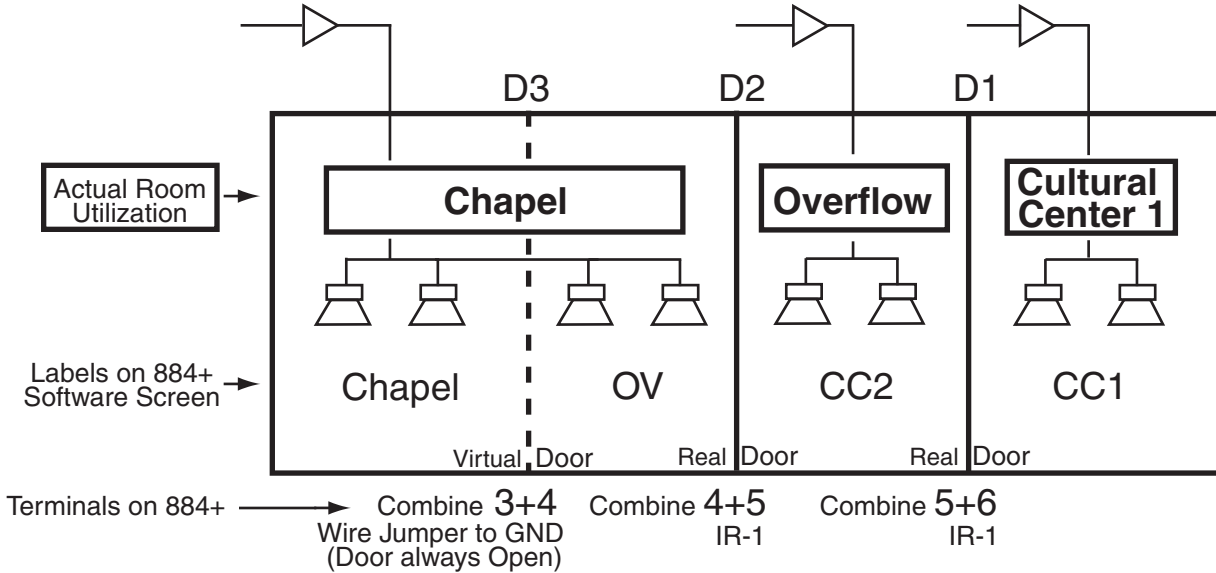 D3
D2
D1
Actual Room
Utilization
Chapel
Overflow
Cultural
Center 1
Labels on 884+
Software Screen
Chapel
OV
CC2
CC1
Virtual Door
Real Door
Real Door
Terminals on 884+
Combine 3+4
Wire Jumper to GND
(Door always Open)
Combine 4+5
IR-1
Combine 5+6
IR-1